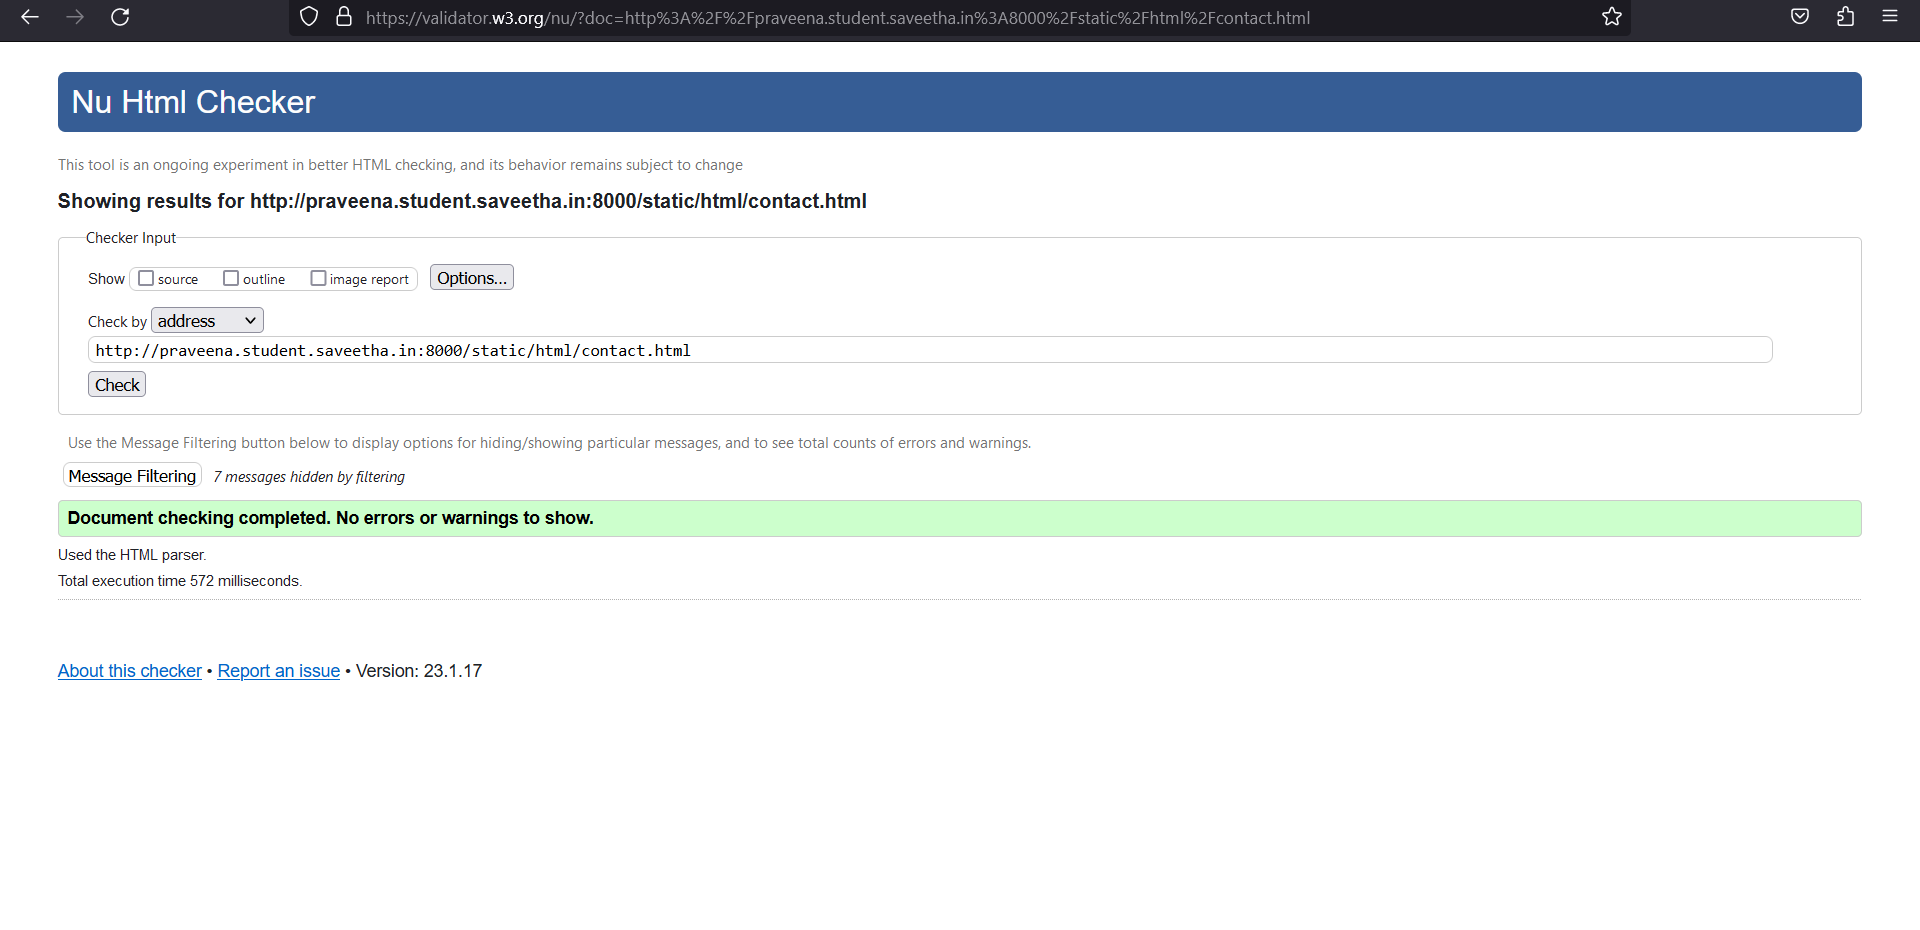 https://validator.w3.org/nu/?doc=http%3A%2F%2Fpraveena.student.saveetha.in%3A8000%2Fstatic%2Fhtml%2Fcontact.html
Nu Html Checker
This tool is an ongoing experiment in better HTML checking, and its behavior remains subject to change
Showing results for http://praveena.student.saveetha.in:8000/static/html/contact.html
Checker Input
Show source outline image report Options...
Check by address
http://praveena.student.saveetha.in:8000/static/html/contact.html
Check
Use the Message Filtering button below to display options for hiding/showing particular messages, and to see total counts of errors and warnings.
Message Filtering 7 messages hidden by filtering
Document checking completed. No errors or warnings to show.
Used the HTML parser.
Total execution time 572 milliseconds.
About this checker • Report an issue • Version: 23.1.17